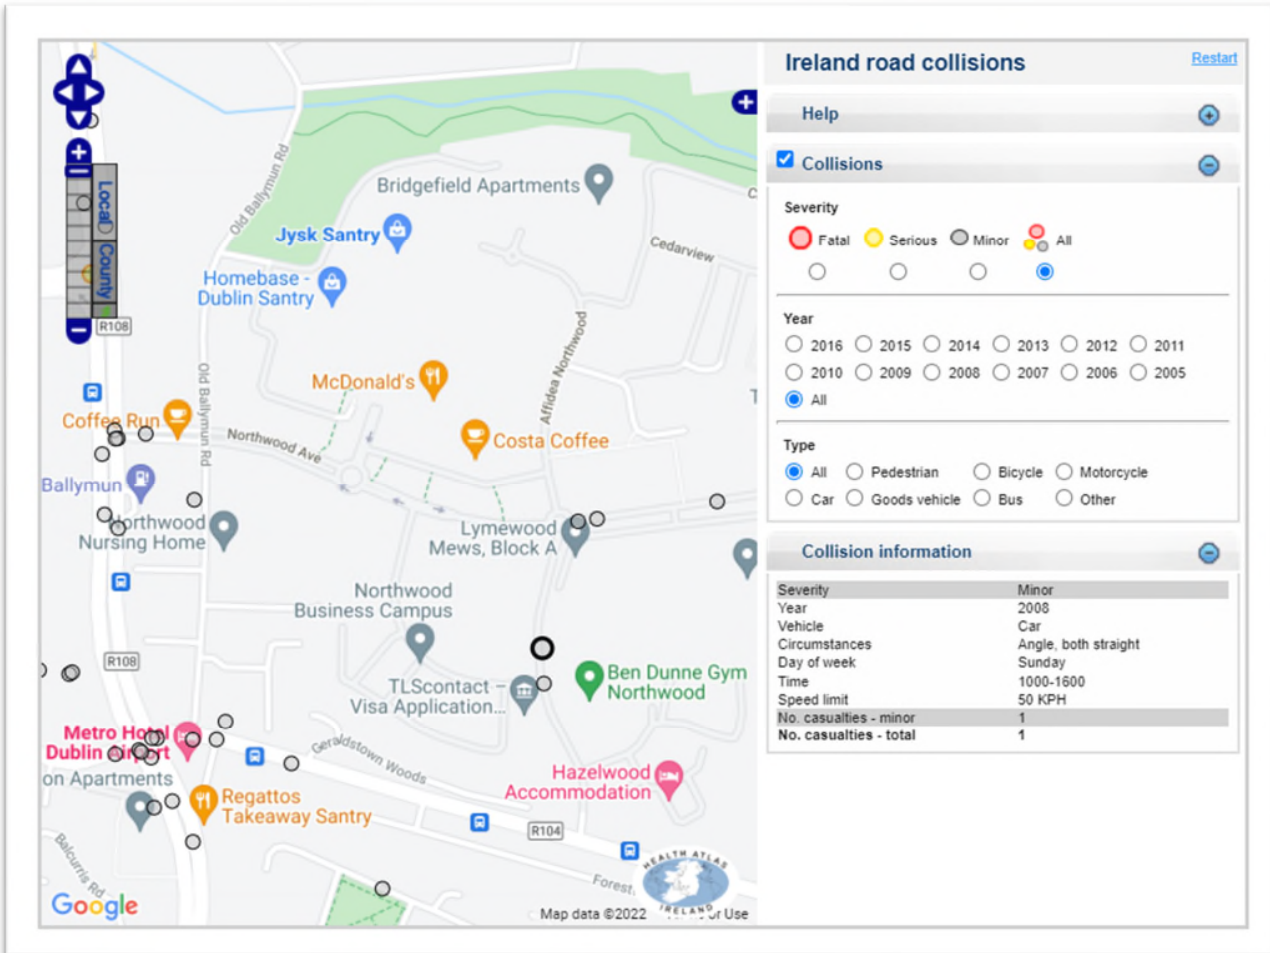 Ireland road collisions
Restart
Help
Collisions
Severity
Fatal
Serious
Minor
All
Year
2016 2015 2014 2013 2012 2011
2010 2009 2008 2007 2006 2005
All
Type
All Pedestrian Bicycle Motorcycle
Car Goods vehicle Bus Other
Collision information
Severity Minor
Year 2008
Vehicle Car
Circumstances Angle, both straight
Day of week Sunday
Time 1000-1600
Speed limit 50 KPH
No. casualties - minor 1
No. casualties - total 1
Local
County
R108
Old Ballymun Rd
Bridgefield Apartments
Jysk Santry
Homebase -
Dublin Santry
Cedarview
McDonald's
Affidea Northwood
Coffee Run
Old Ballymun Rd
Northwood Ave
Costa Coffee
Ballymun
Northwood
Nursing Home
Lymewood
Mews, Block A
Northwood
Business Campus
R108
TLScontact –
Visa Application...
Ben Dunne Gym
Northwood
Metro Hotel
Dublin Airport
on Apartments
Geraldstown Woods
Hazelwood
Accommodation
Regattos
Takeaway Santry
R104
Balcurris Rd
Forest
HEALTH ATLAS
IRELAND
Google
Map data ©2022
or Use